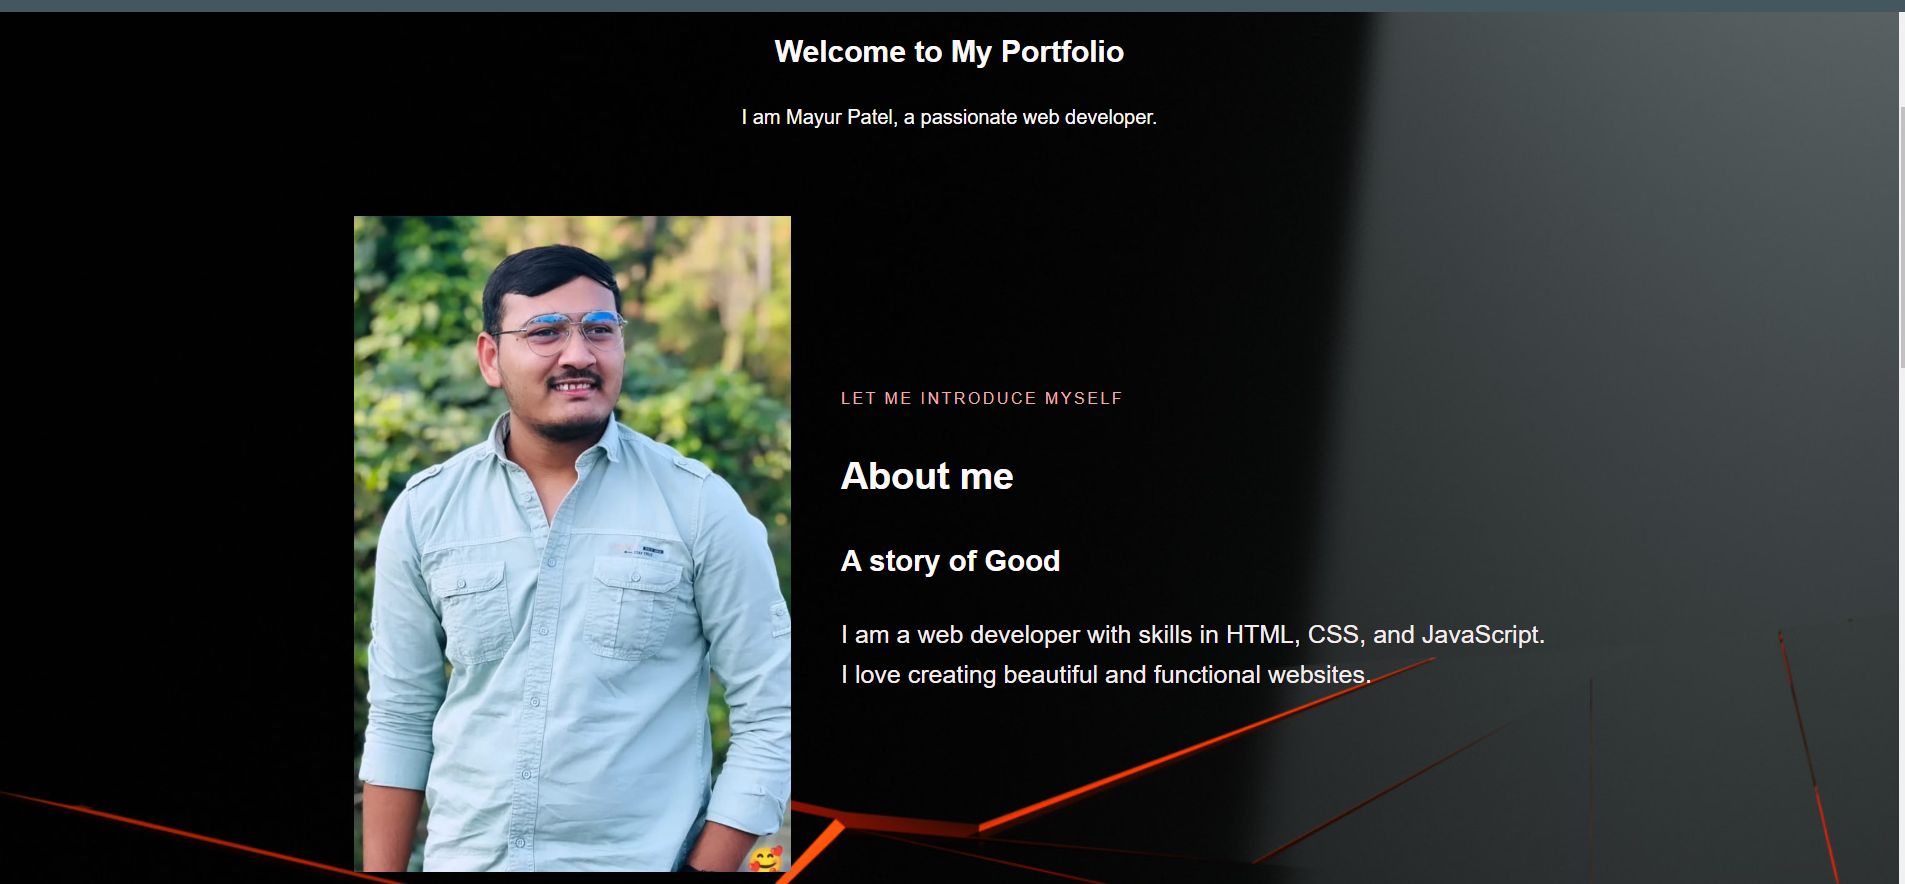 Welcome to My Portfolio
I am Mayur Patel, a passionate web developer.
LET ME INTRODUCE MYSELF
About me
A story of Good
I am a web developer with skills in HTML, CSS, and JavaScript.
I love creating beautiful and functional websites.